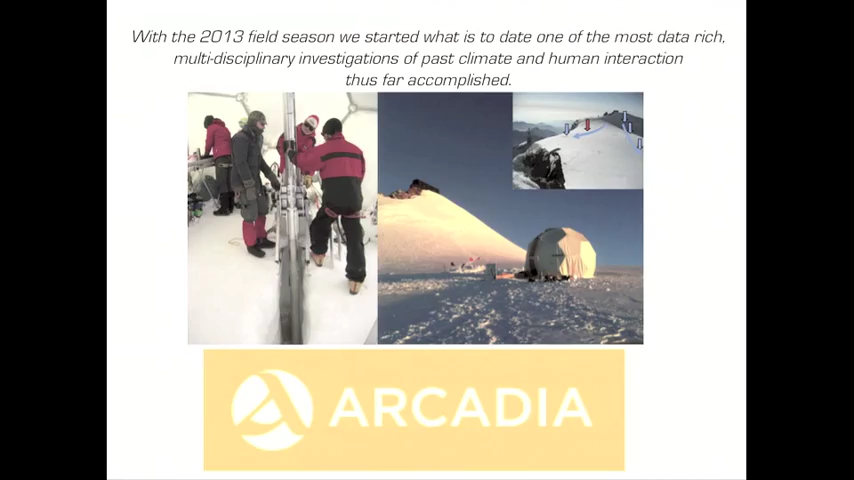 With the 2013 field season we started what is to date one of the most data rich,
multi-disciplinary investigations of past climate and human interaction
thus far accomplished.
ARCADIA